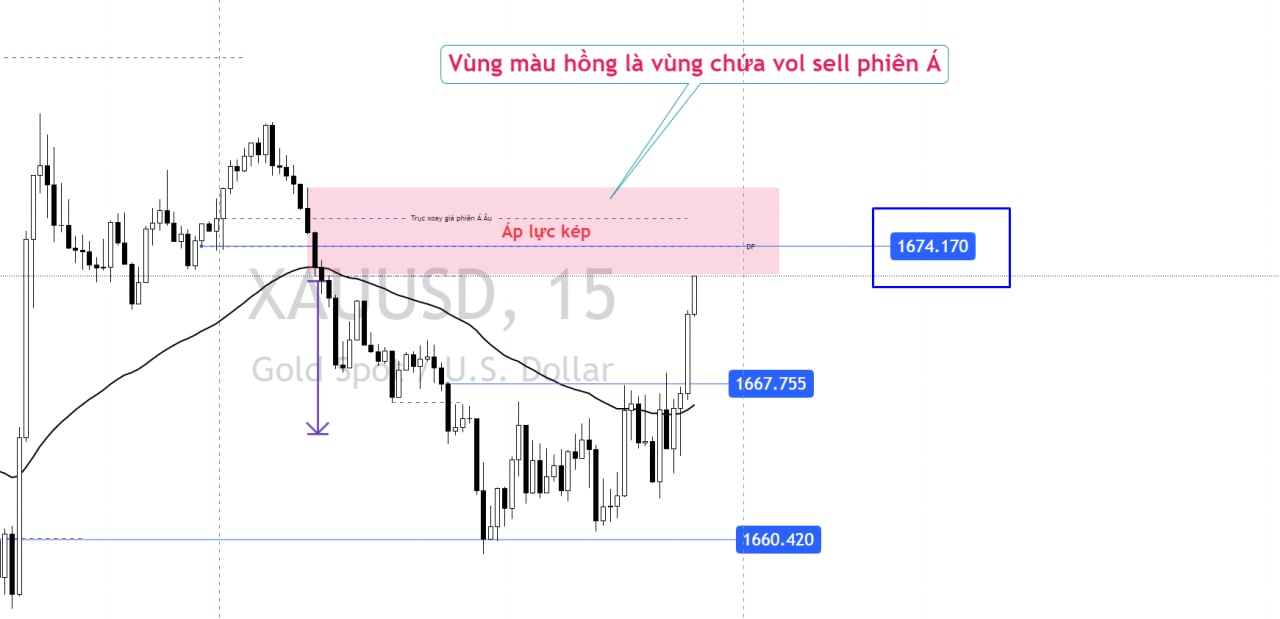 Vùng màu hồng là vùng chứa vol sell phiên Á
Trục xoay giá phiên Á Âu
Áp lực kép
ĐP
1674.170
XAUUSD, 15
Gold Spot / U.S. Dollar
1667.755
1660.420